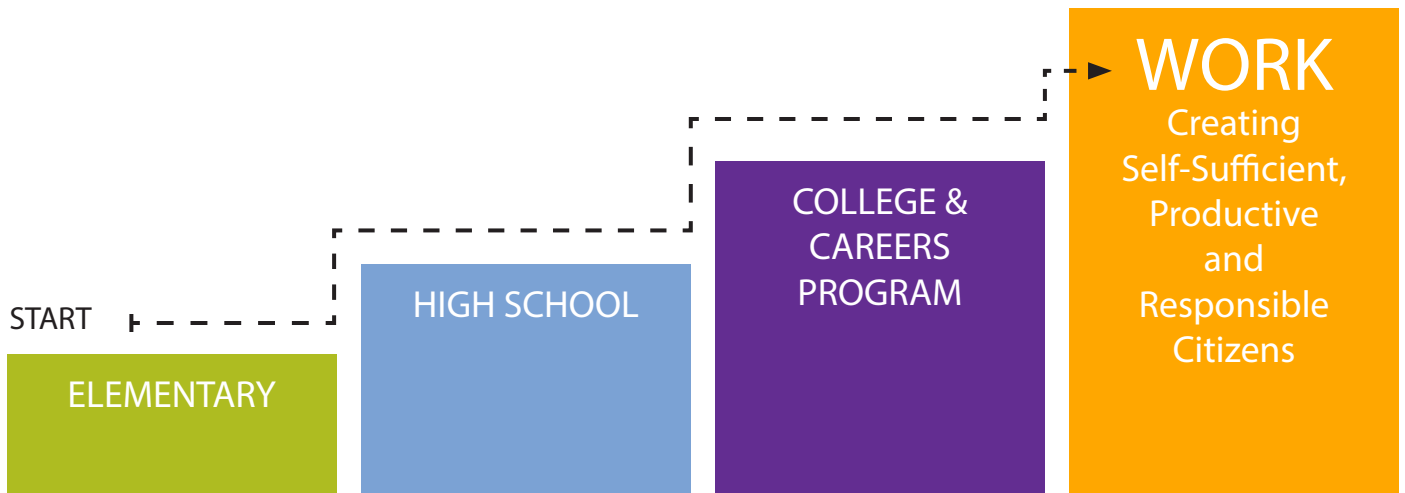 START
ELEMENTARY
HIGH SCHOOL
COLLEGE &
CAREERS
PROGRAM
WORK
Creating
Self-Sufficient,
Productive
and
Responsible
Citizens